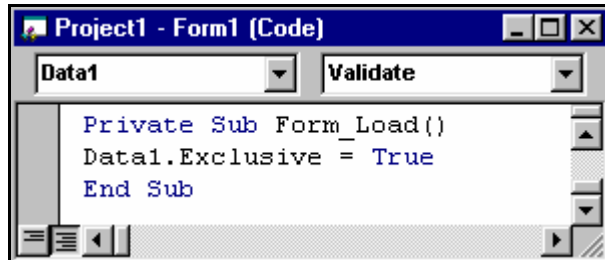 Project1 - Form1 (Code)
Data1 Validate
Private Sub Form_Load()
Data1.Exclusive = True
End Sub